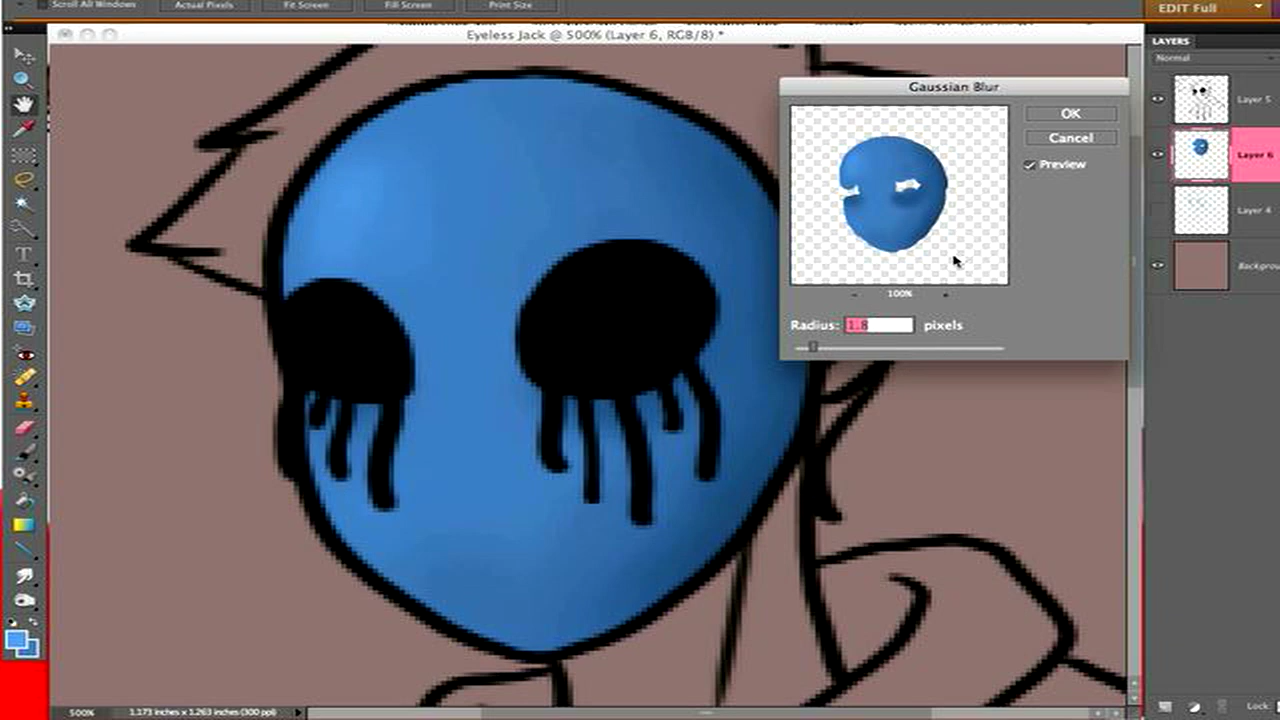 Scroll All Windows
Actual Pixels
Fit Screen
Fill Screen
Print Size
EDIT Full
Eyeless Jack @ 500% (Layer 6, RGB/8) *
LAYERS
Normal
Gaussian Blur
OK
Cancel
Preview
100%
Radius: 1.8 pixels
Layer 5
Layer 6
Layer 4
Backgrou
500% 1.173 inches x 1.263 inches (300 ppi)
Lock